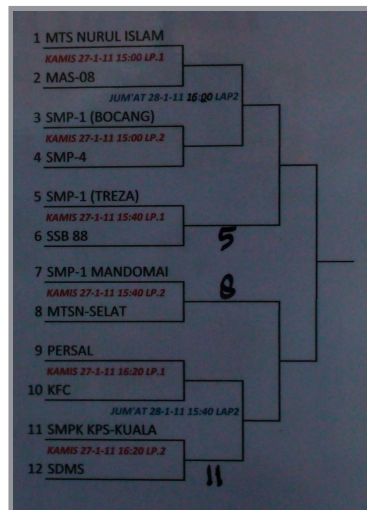 1 MTS NURUL ISLAM
KAMIS 27-1-11 15:00 LP.1
2 MAS-08
JUM'AT 28-1-11 16:20 LAP2
3 SMP-1 (BOCANG)
KAMIS 27-1-11 15:00 LP.2
4 SMP-4
5 SMP-1 (TREZA)
KAMIS 27-1-11 15:40 LP.1
6 SSB 88
5
7 SMP-1 MANDOMAI
8
KAMIS 27-1-11 15:40 LP.2
8 MTSN-SELAT
9 PERSAL
KAMIS 27-1-11 16:20 LP.1
10 KFC
JUM'AT 28-1-11 15:40 LAP2
11 SMPK KPS-KUALA
KAMIS 27-1-11 16:20 LP.2
12 SDMS
11